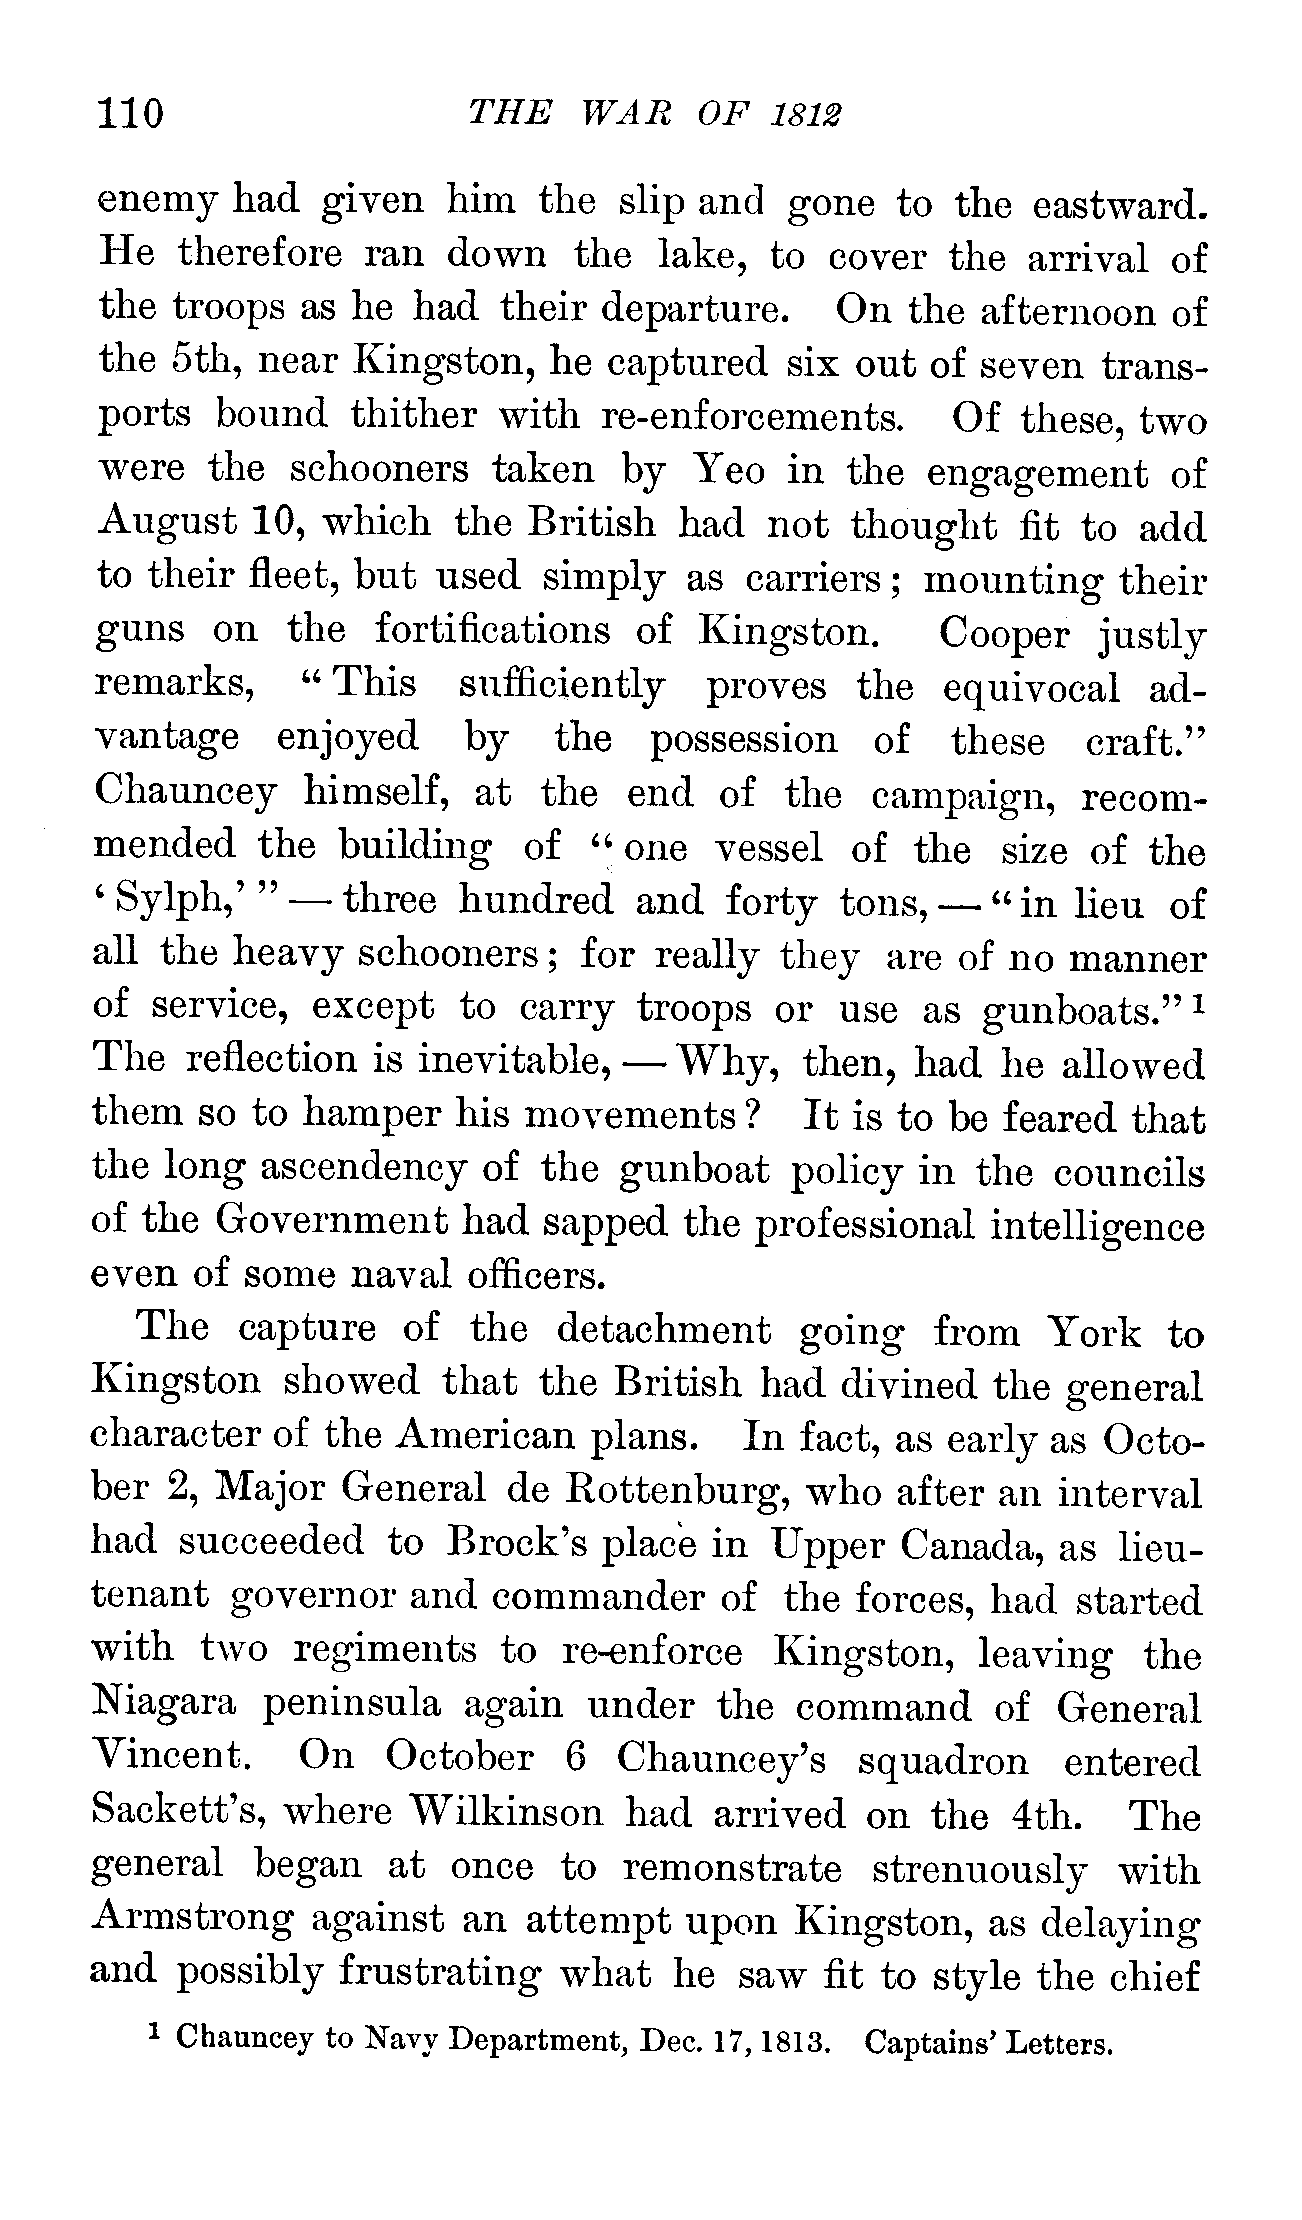 110 THE WAR OF 1812
enemy had given him the slip and gone to the eastward.
He therefore ran down the lake, to cover the arrival of
the troops as he had their departure. On the afternoon of
the 5th, near Kingston, he captured six out of seven trans-
ports bound thither with re-enforcements. Of these, two
were the schooners taken by Yeo in the engagement of
August 10, which the British had not thought fit to add
to their fleet, but used simply as carriers; mounting their
guns on the fortifications of Kingston. Cooper justly
remarks, “This sufficiently proves the equivocal ad-
vantage enjoyed by the possession of these craft.”
Chauncey himself, at the end of the campaign, recom-
mended the building of “one vessel of the size of the
‘Sylph,’” — three hundred and forty tons, — “in lieu of
all the heavy schooners; for really they are of no manner
of service, except to carry troops or use as gunboats.”¹
The reflection is inevitable, — Why, then, had he allowed
them so to hamper his movements? It is to be feared that
the long ascendency of the gunboat policy in the councils
of the Government had sapped the professional intelligence
even of some naval officers.
The capture of the detachment going from York to
Kingston showed that the British had divined the general
character of the American plans. In fact, as early as Octo-
ber 2, Major General de Rottenburg, who after an interval
had succeeded to Brock’s place in Upper Canada, as lieu-
tenant governor and commander of the forces, had started
with two regiments to re-enforce Kingston, leaving the
Niagara peninsula again under the command of General
Vincent. On October 6 Chauncey’s squadron entered
Sackett’s, where Wilkinson had arrived on the 4th. The
general began at once to remonstrate strenuously with
Armstrong against an attempt upon Kingston, as delaying
and possibly frustrating what he saw fit to style the chief
¹ Chauncey to Navy Department, Dec. 17, 1813. Captains’ Letters.